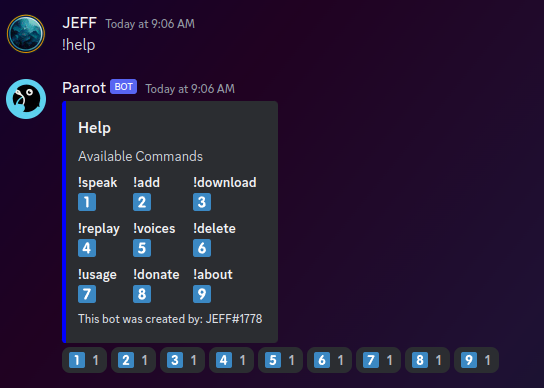 JEFF Today at 9:06 AM
!help
Parrot BOT Today at 9:06 AM
Help
Available Commands
!speak !add !download
1 2 3
!replay !voices !delete
4 5 6
!usage !donate !about
7 8 9
This bot was created by: JEFF#1778
1 1 2 1 3 1 4 1 5 1 6 1 7 1 8 1 9 1